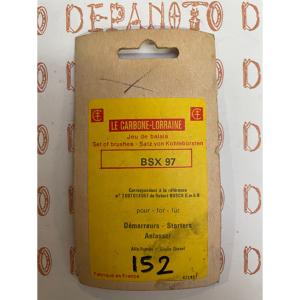 DEPANOTO
LE CARBONE-LORRAINE
Jeu de balais
Set of brushes - Satz von Kohlebürsten
BSX 97
Correspondant à la référence
pour - for - für
Démarreurs - Starters
Anlasser
152
Fabriqué en France